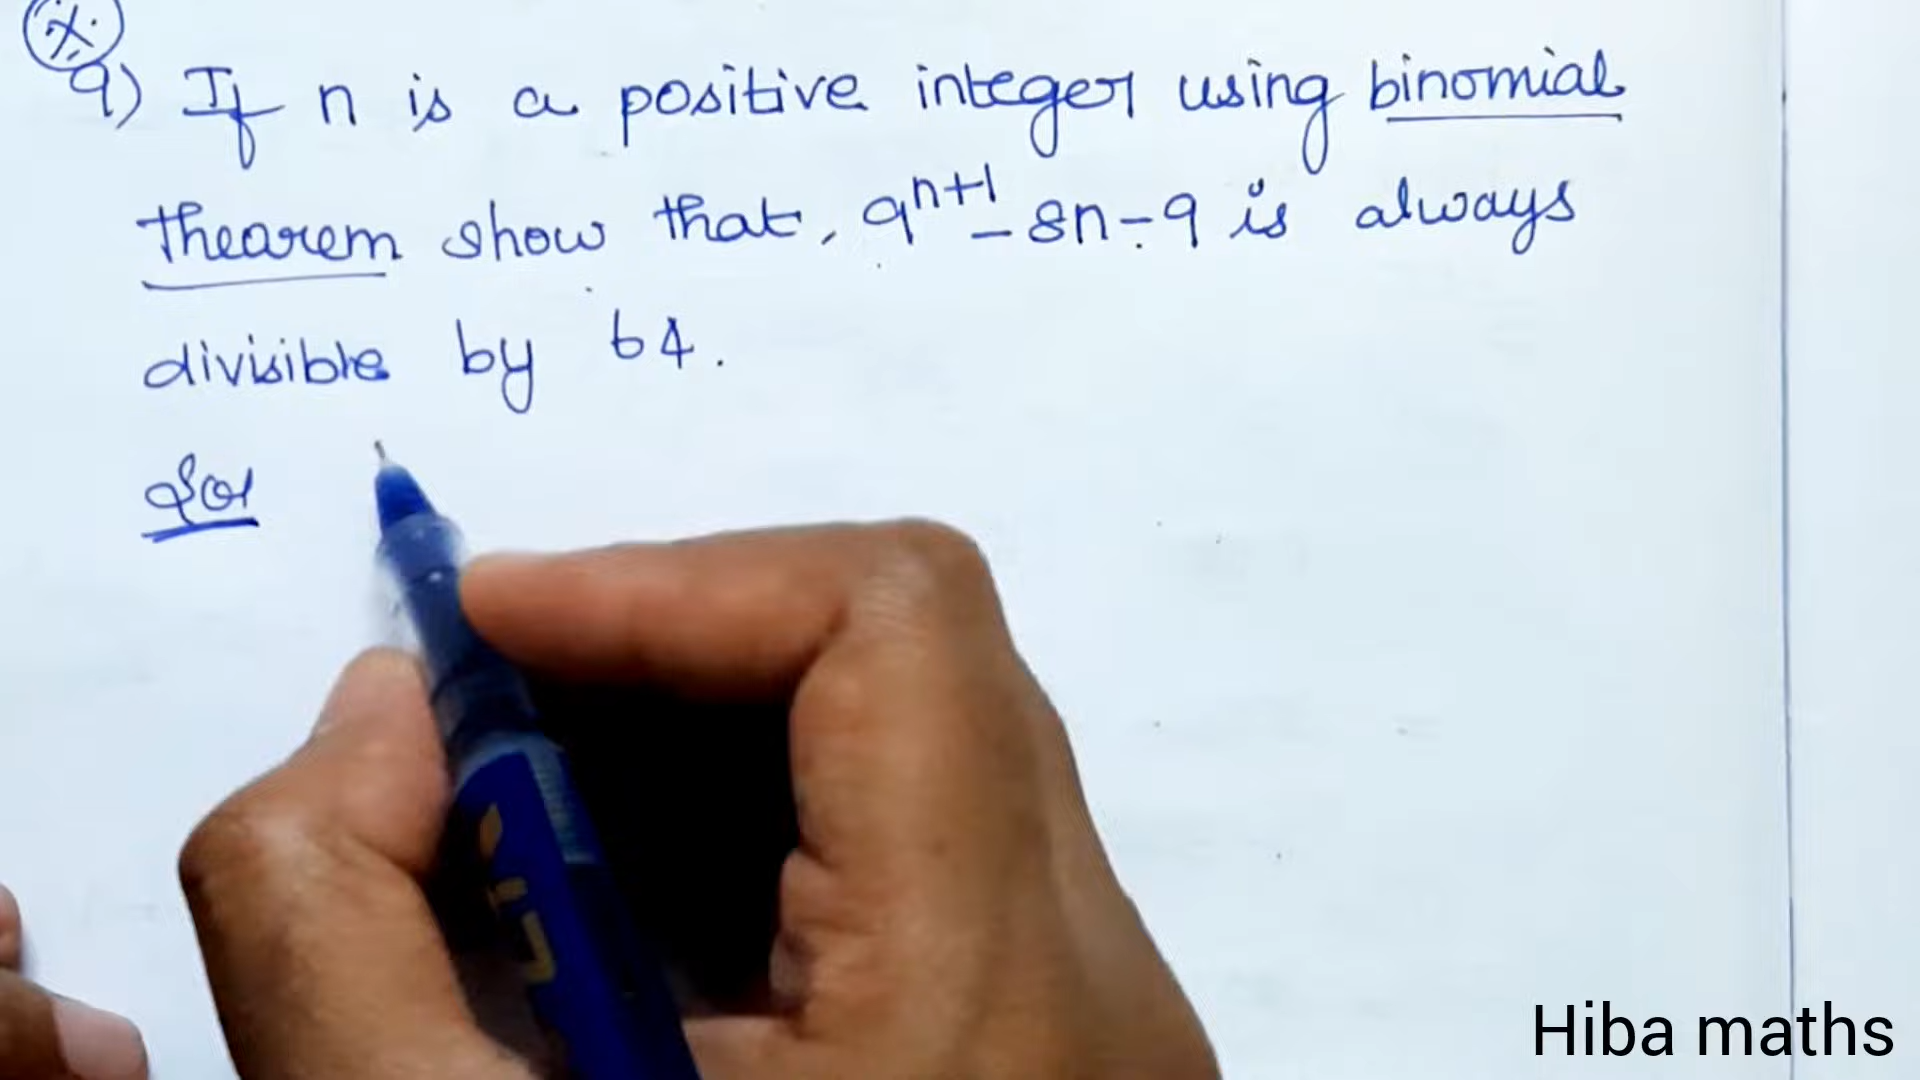 X.
9) If n is a positive integer using binomial
thearem show that, 9^{n+1} - 8n - 9 is always
divisible by 64.
Sol
Hiba maths